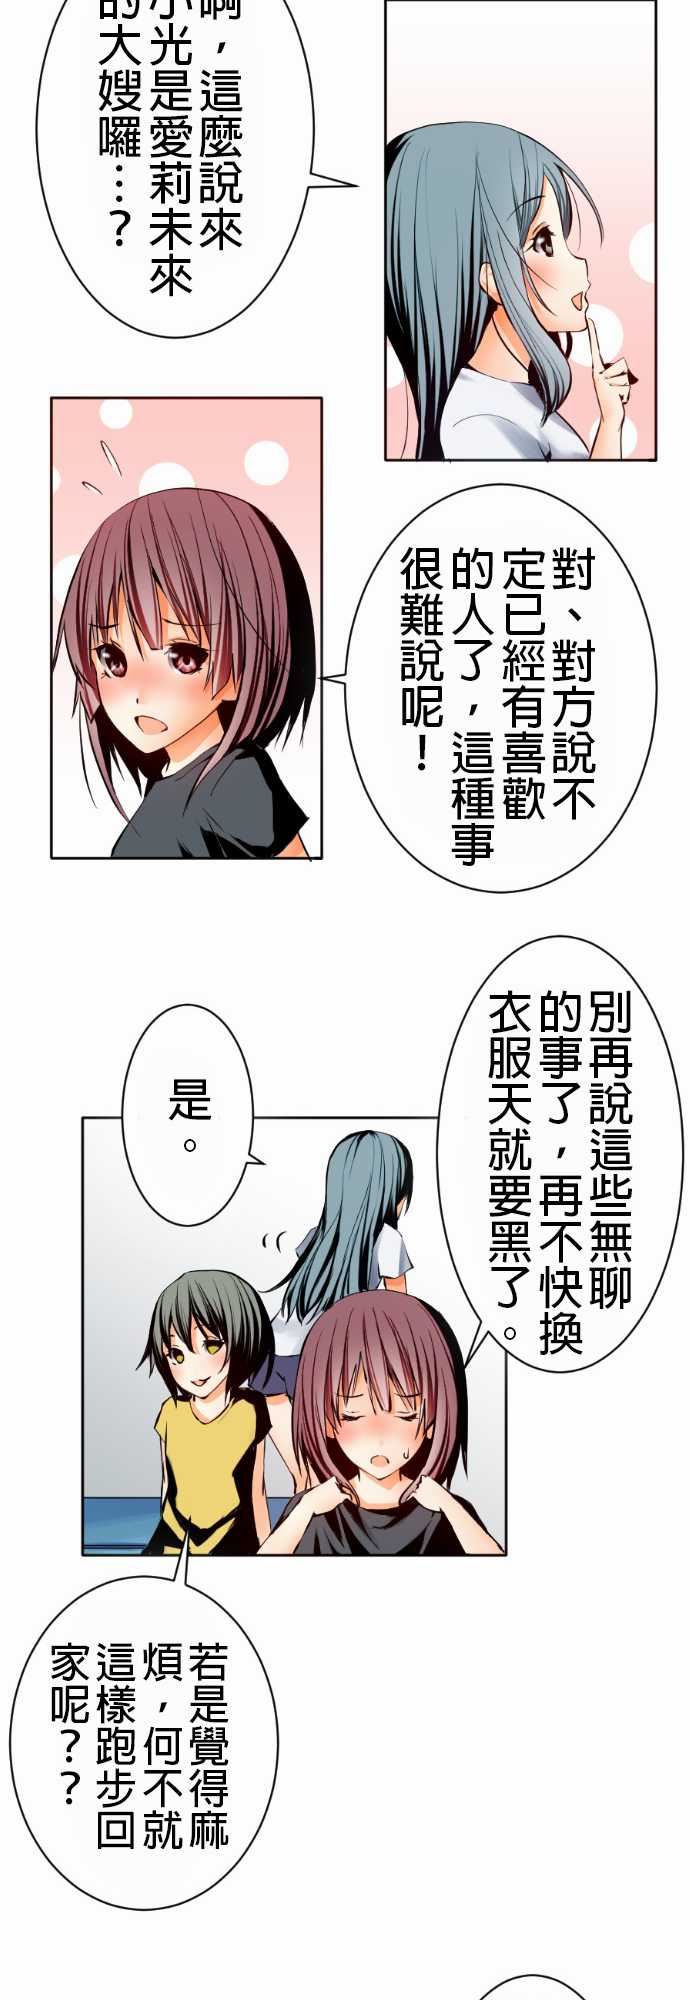 啊，這麼說來
小光是愛莉未來
的大嫂囉…？
對、對方說不
定已經有喜歡
的人了，這種事
很難說呢！
別再說這些無聊
的事了，再不快換
衣服天就要黑了。
是。
若是覺得麻
煩，何不就
這樣跑步回
家呢？？